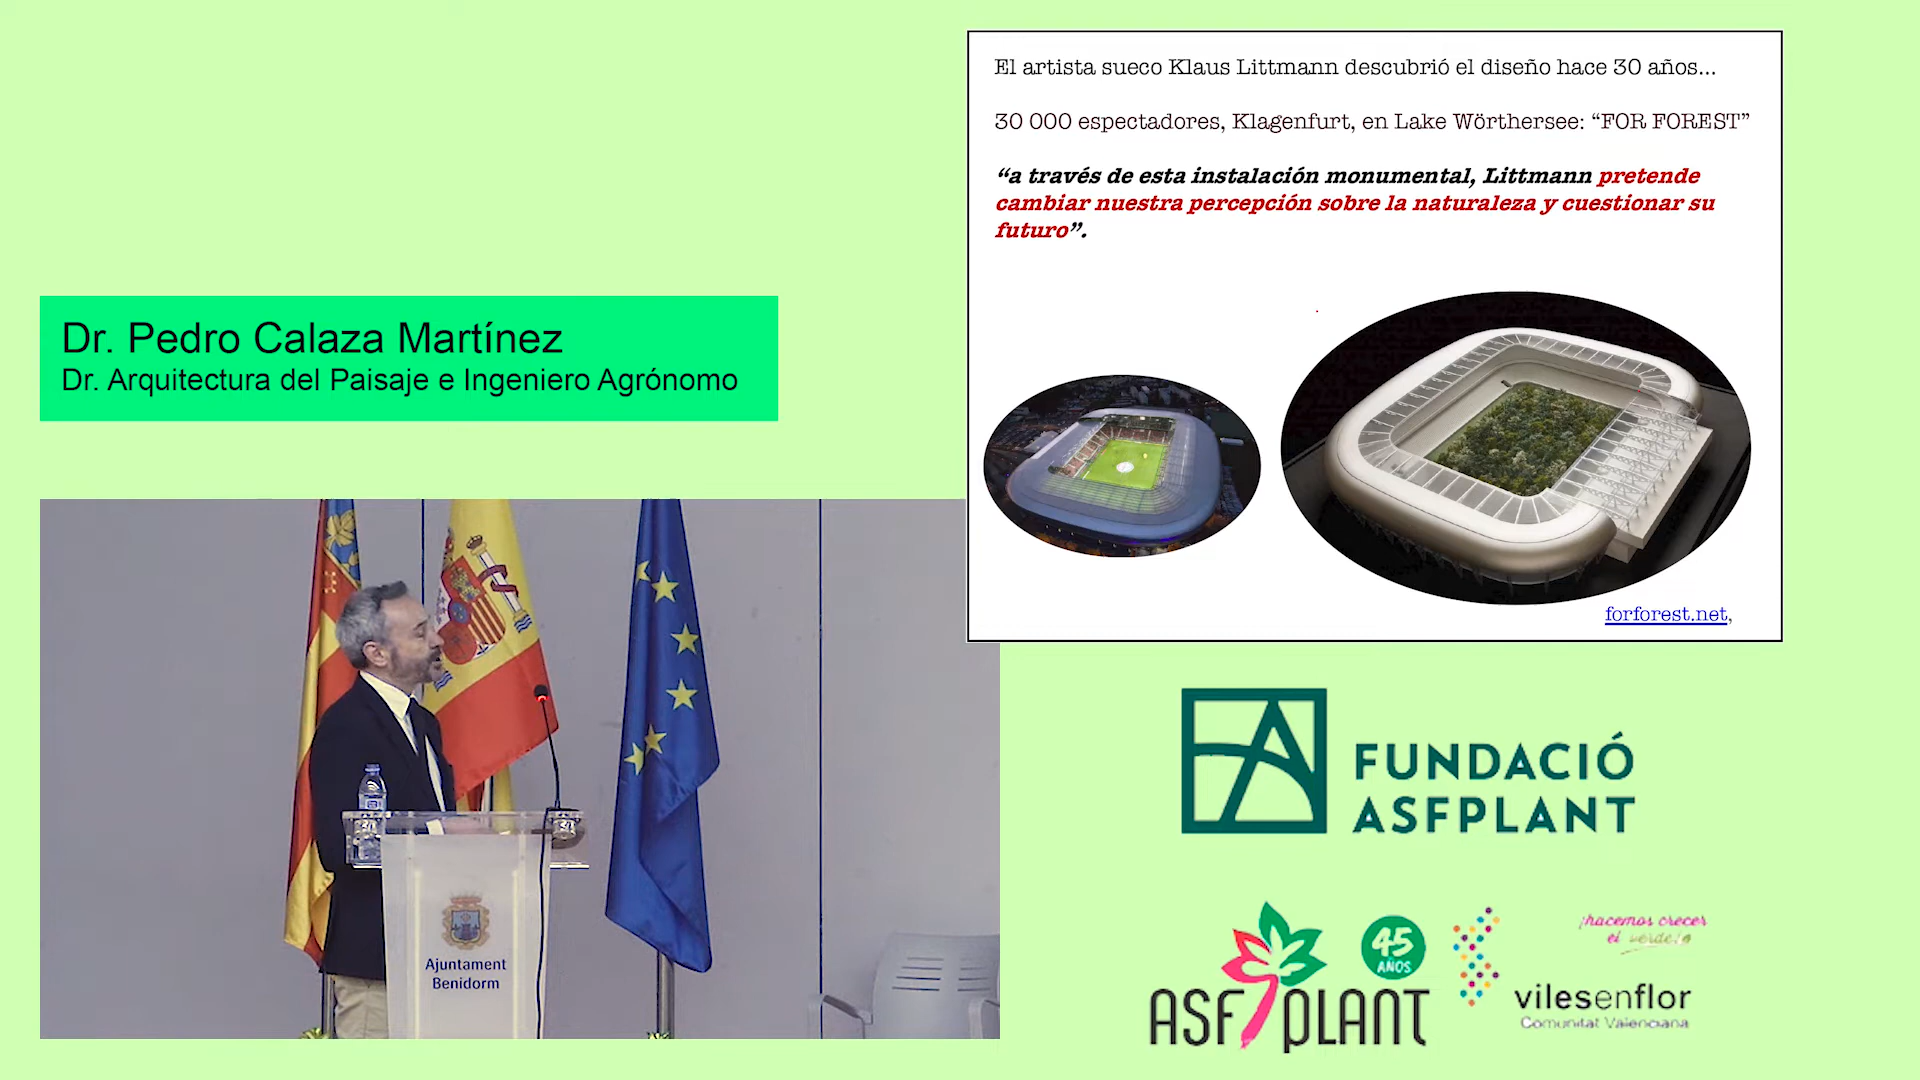 El artista sueco Klaus Littmann descubrió el diseño hace 30 años...
30 000 espectadores, Klagenfurt, en Lake Wörthersee: “FOR FOREST”
“a través de esta instalación monumental, Littmann pretende
cambiar nuestra percepción sobre la naturaleza y cuestionar su
futuro”.
forforest.net,
Dr. Pedro Calaza Martínez
Dr. Arquitectura del Paisaje e Ingeniero Agrónomo
Ajuntament
Benidorm
FUNDACIÓ
ASFPLANT
ASFPLANT
45
AÑOS
¡hacemos crecer
el verde!
vilesenflor
Comunitat Valenciana